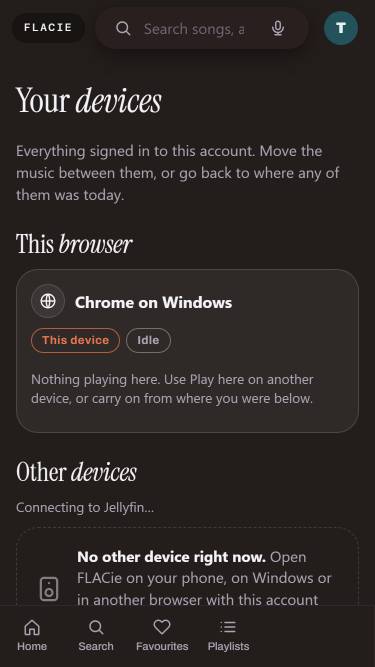 FLACIE
Search songs, a
T
Your devices
Everything signed in to this account. Move the
music between them, or go back to where any of
them was today.
This browser
Chrome on Windows
This device
Idle
Nothing playing here. Use Play here on another
device, or carry on from where you were below.
Other devices
Connecting to Jellyfin...
No other device right now. Open
FLACie on your phone, on Windows or
in another browser with this account
Home
Search
Favourites
Playlists